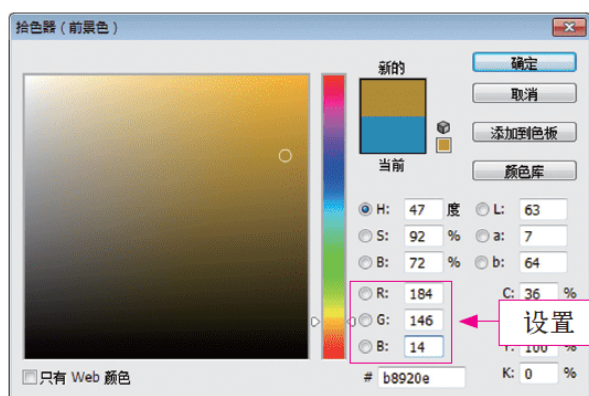 拾色器（前景色）
新的
确定
取消
添加到色板
当前
颜色库
H: 47 度
L: 63
S: 92 %
a: 7
B: 72 %
b: 64
R: 184
C: 36 %
G: 146
设置
B: 14
Y: 100 %
只有 Web 颜色
# b8920e
K: 0 %